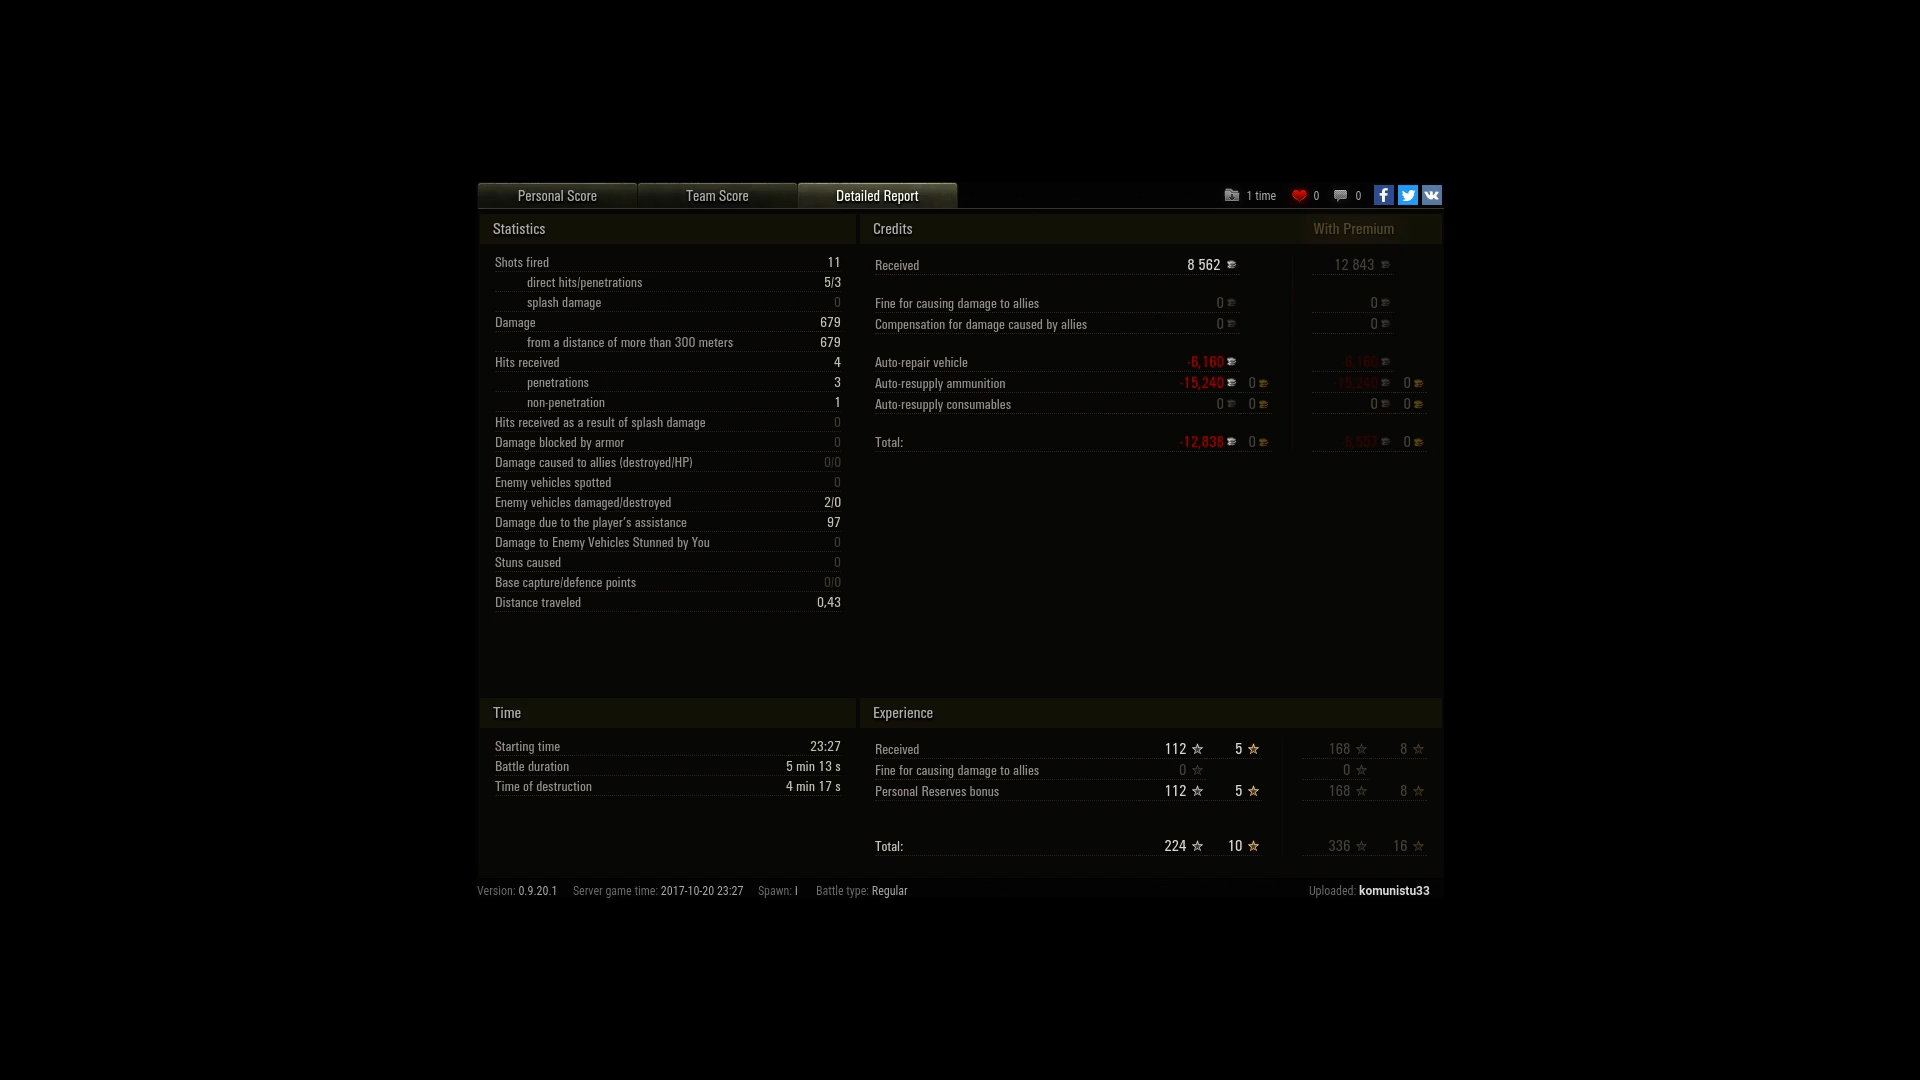 Personal Score Team Score Detailed Report 1 time 0 0
Statistics
Shots fired 11
direct hits/penetrations 5/3
splash damage 0
Damage 679
from a distance of more than 300 meters 679
Hits received 4
penetrations 3
non-penetration 1
Hits received as a result of splash damage 0
Damage blocked by armor 0
Damage caused to allies (destroyed/HP) 0/0
Enemy vehicles spotted 0
Enemy vehicles damaged/destroyed 2/0
Damage due to the player's assistance 97
Damage to Enemy Vehicles Stunned by You 0
Stuns caused 0
Base capture/defence points 0/0
Distance traveled 0,43
Credits With Premium
Received 8 562 12 843
Fine for causing damage to allies 0 0
Compensation for damage caused by allies 0 0
Auto-repair vehicle -6,160 -6,160
Auto-resupply ammunition -15,240 0 -15,240 0
Auto-resupply consumables 0 0 0 0
Total: -12,838 0 -8,557 0
Time
Starting time 23:27
Battle duration 5 min 13 s
Time of destruction 4 min 17 s
Experience
Received 112 5 168 8
Fine for causing damage to allies 0 0
Personal Reserves bonus 112 5 168 8
Total: 224 10 336 16
Version: 0.9.20.1 Server game time: 2017-10-20 23:27 Spawn: I Battle type: Regular Uploaded: komunistu33